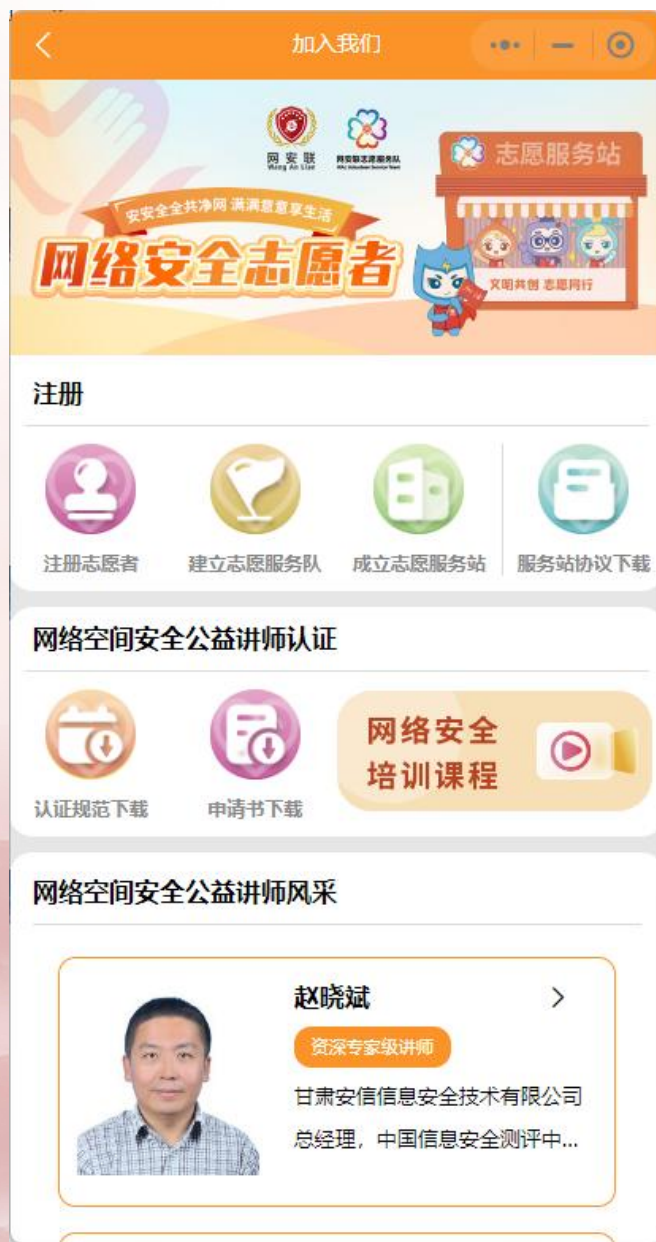 加入我们
网安联
Wang An Lian
网安联志愿服务队
WAL Volunteer Service Team
志愿服务站
安安全全共净网 满满意意享生活
网络安全志愿者
文明共创 志愿同行
注册
注册志愿者
建立志愿服务队
成立志愿服务站
服务站协议下载
网络空间安全公益讲师认证
认证规范下载
申请书下载
网络安全
培训课程
网络空间安全公益讲师风采
赵晓斌
资深专家级讲师
甘肃安信信息安全技术有限公司
总经理，中国信息安全测评中...